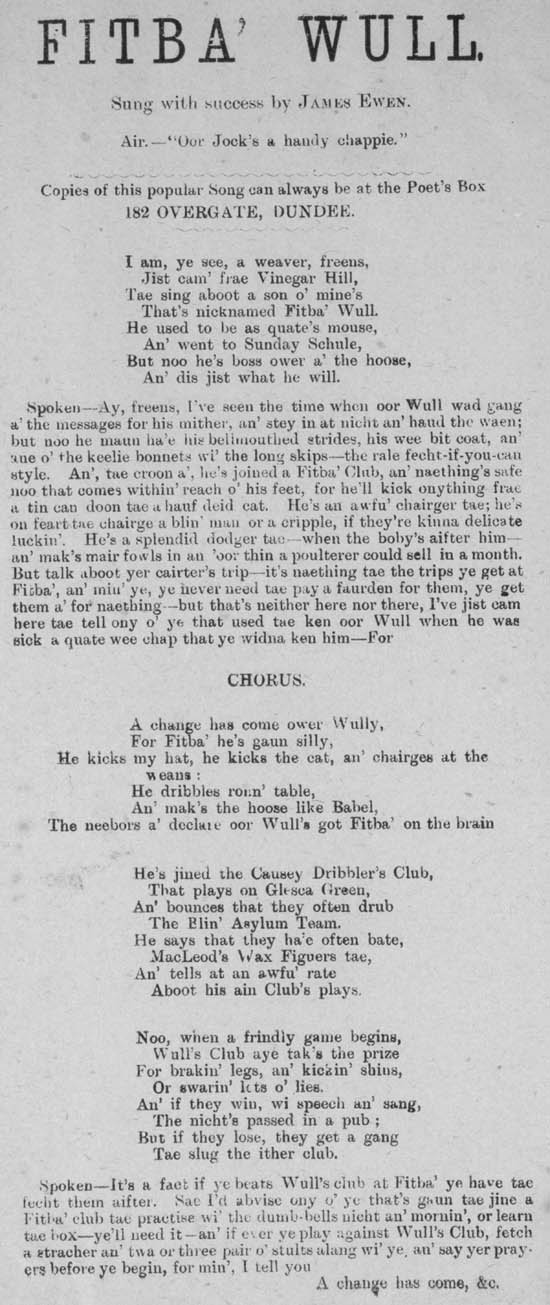 FITBA' WULL.
Sung with success by JAMES EWEN.
Air.—"Oor Jock's a handy chappie."
Copies of this popular Song can always be at the Poet's Box
182 OVERGATE, DUNDEE.
I am, ye see, a weaver, freens,
Jist cam' frae Vinegar Hill,
Tae sing aboot a son o' mine's
That's nicknamed Fitba' Wull.
He used to be as quate's mouse,
An' went to Sunday Schule,
But noo he's boss ower a' the hoose,
An' dis jist what he will.
Spoken—Ay, freens, I've seen the time when oor Wull wad gang
a' the messages for his mither, an' stey in at nicht an' haud the waen;
but noo he maun ha'e his bellmouthed strides, his wee bit coat, an'
ane o' the keelie bonnets wi' the long skips—the rale fecht-if-you-can
style. An', tae croon a', he's joined a Fitba' Club, an' naething's safe
noo that comes within' reach o' his feet, for he'll kick onything frae
a tin can doon tae a hauf deid cat. He's an awfu' chairger tae; he's
on feart tae chairge a blin' man or a cripple, if they're kinna delicate
luckin'. He's a splendid dodger tae—when the boby's aifter him—
an' mak's mair fowls in an 'oor thin a poulterer could sell in a month.
But talk aboot yer cairter's trip—it's naething tae the trips ye get at
Fitba', an' min' ye, ye never need tae pay a faurden for them, ye get
them a' for naething—but that's neither here nor there, I've jist cam
here tae tell ony o' ye that used tae ken oor Wull when he was
sick a quate wee chap that ye widna ken him—For
CHORUS.
A change has come ower Wully,
For Fitba' he's gaun silly,
He kicks my hat, he kicks the cat, an' chairges at the
weans:
He dribbles roun' table,
An' mak's the hoose like Babel,
The neebors a' declare oor Wull's got Fitba' on the brain
He's jined the Causey Dribbler's Club,
That plays on Glesca Green,
An' bounces that they often drub
The Blin' Asylum Team.
He says that they ha'e often bate,
MacLeod's Wax Figuers tae,
An' tells at an awfu' rate
Aboot his ain Club's plays.
Noo, when a frindly game begins,
Wull's Club aye tak's the prize
For brakin' legs, an' kickin' shins,
Or swarin' lots o' lies.
An' if they win, wi speech an' sang,
The nicht's passed in a pub;
But if they lose, they get a gang
Tae slug the ither club.
Spoken—It's a fact if ye beats Wull's club at Fitba' ye have tae
fecht them aifter. Sae I'd abvise ony o' ye that's gaun tae jine a
Fitba' club tae practise wi' the dumb-bells nicht an' mornin', or learn
tae box—ye'll need it—an' if ever ye play against Wull's Club, fetch
a stracher an' twa or three pair o' stults alang wi' ye, an' say yer pray-
ers before ye begin, for min', I tell you
A change has come, &c.